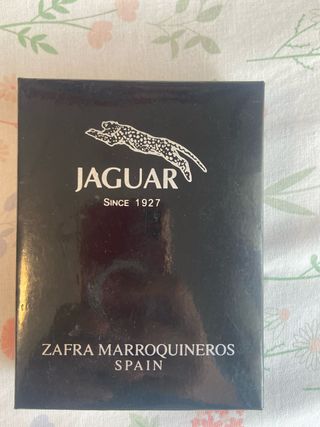 JAGUAR
SINCE 1927
ZAFRA MARROQUINEROS
SPAIN